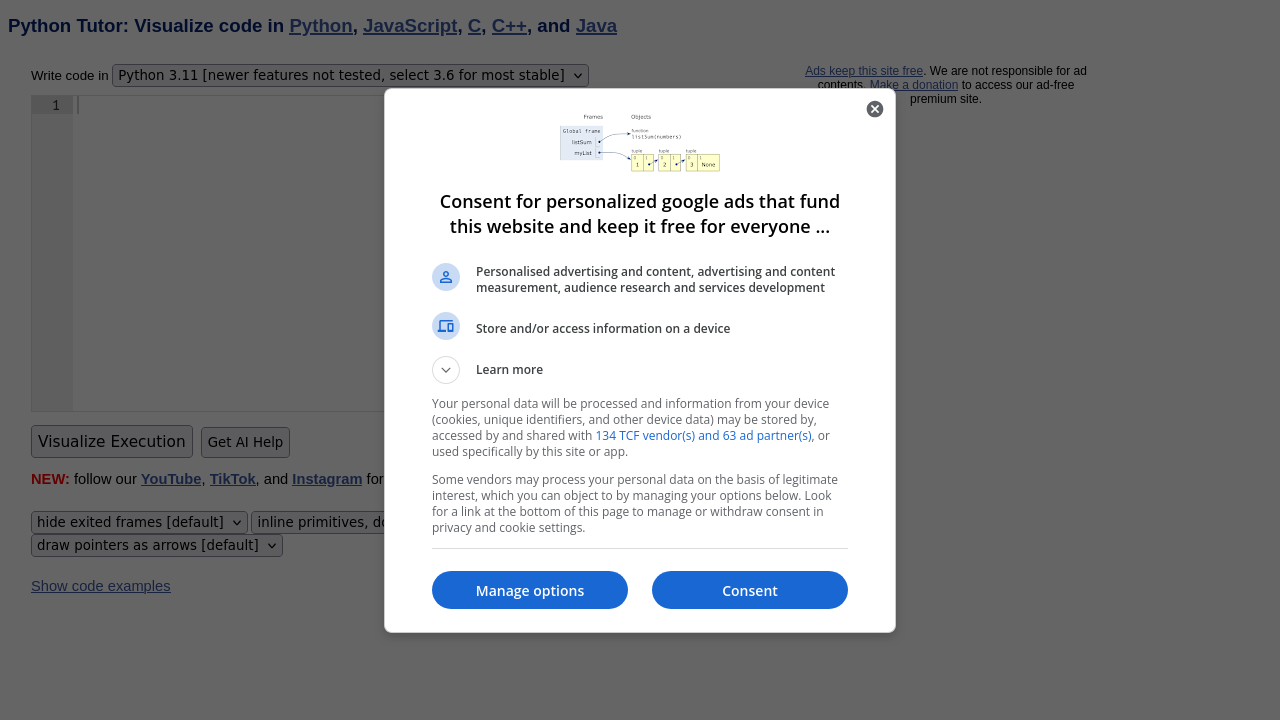 Python Tutor: Visualize code in Python, JavaScript, C, C++, and Java
Write code in Python 3.11 [newer features not tested, select 3.6 for most stable]
Ads keep this site free. We are not responsible for ad
contents. Make a donation to access our ad-free
premium site.
1
Frames Objects
Global frame
listSum
myList
function
listSum(numbers)
tuple tuple tuple
0 1 0 1 0 1
1 2 3 None
Consent for personalized google ads that fund
this website and keep it free for everyone ...
Personalised advertising and content, advertising and content
measurement, audience research and services development
Store and/or access information on a device
Learn more
Your personal data will be processed and information from your device
(cookies, unique identifiers, and other device data) may be stored by,
accessed by and shared with 134 TCF vendor(s) and 63 ad partner(s), or
used specifically by this site or app.
Some vendors may process your personal data on the basis of legitimate
interest, which you can object to by managing your options below. Look
for a link at the bottom of this page to manage or withdraw consent in
privacy and cookie settings.
Manage options Consent
Visualize Execution Get AI Help
NEW: follow our YouTube, TikTok, and Instagram for
hide exited frames [default] inline primitives, do
draw pointers as arrows [default]
Show code examples